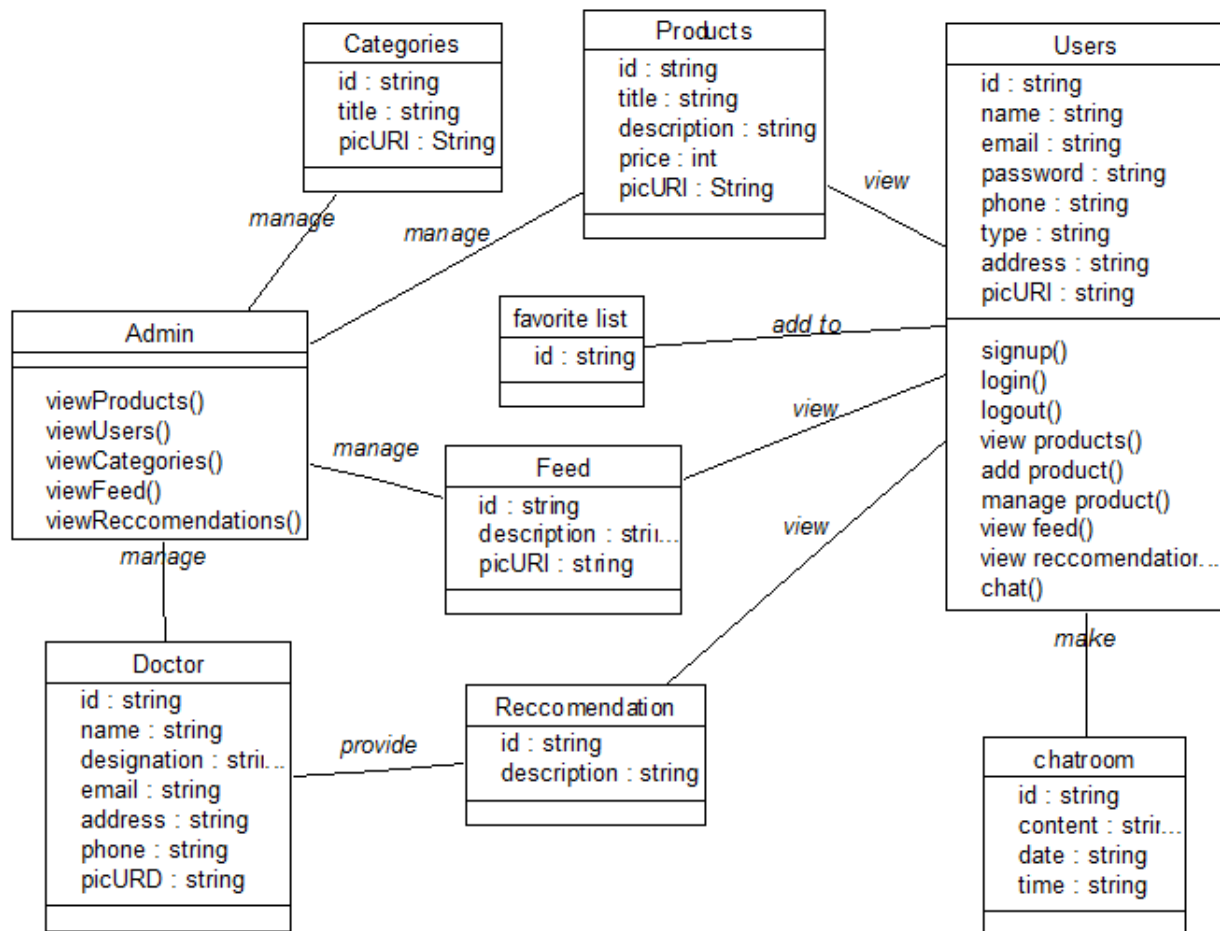 Categories
id : string
title : string
picURI : String
Products
id : string
title : string
description : string
price : int
picURI : String
Users
id : string
name : string
email : string
password : string
phone : string
type : string
address : string
picURI : string
signup()
login()
logout()
view products()
add product()
manage product()
view feed()
view reccomendation...
chat()
manage
manage
view
Admin
viewProducts()
viewUsers()
viewCategories()
viewFeed()
viewReccomendations()
favorite list
id : string
add to
view
manage
Feed
id : string
description : strin...
picURI : string
view
manage
make
Doctor
id : string
name : string
designation : strin...
email : string
address : string
phone : string
picURD : string
provide
Reccomendation
id : string
description : string
chatroom
id : string
content : strin...
date : string
time : string